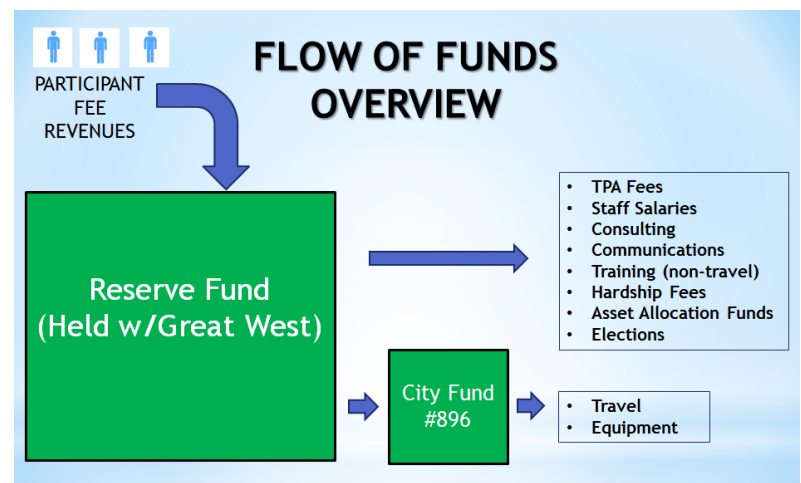 FLOW OF FUNDS
OVERVIEW
PARTICIPANT
FEE
REVENUES
Reserve Fund
(Held w/Great West)
• TPA Fees
• Staff Salaries
• Consulting
• Communications
• Training (non-travel)
• Hardship Fees
• Asset Allocation Funds
• Elections
City Fund
#896
• Travel
• Equipment